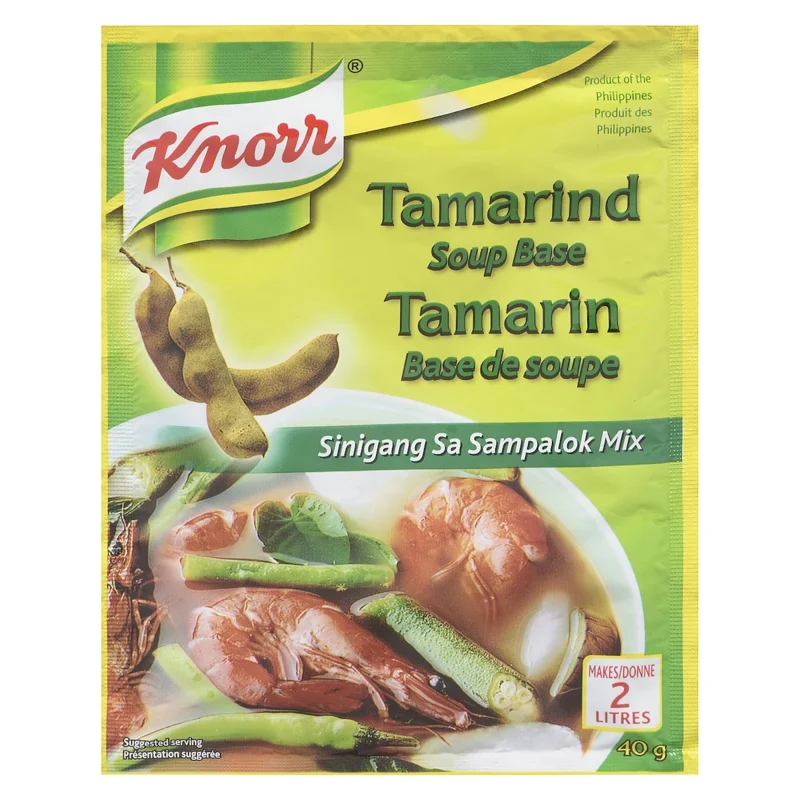 Knorr®
Product of the
Philippines
Produit des
Philippines
Tamarind
Soup Base
Tamarin
Base de soupe
Sinigang Sa Sampalok Mix
MAKES/DONNE
2
LITRES
40 g
Suggested serving
Présentation suggérée